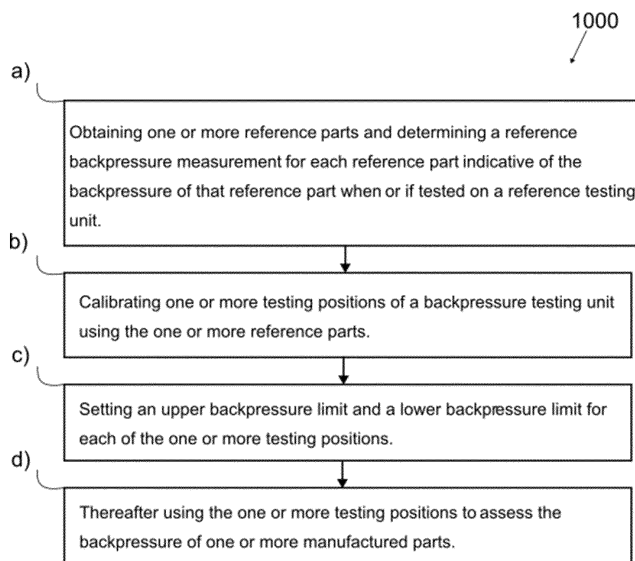 1000
a)
Obtaining one or more reference parts and determining a reference
backpressure measurement for each reference part indicative of the
backpressure of that reference part when or if tested on a reference testing
unit.
b)
Calibrating one or more testing positions of a backpressure testing unit
using the one or more reference parts.
c)
Setting an upper backpressure limit and a lower backpressure limit for
each of the one or more testing positions.
d)
Thereafter using the one or more testing positions to assess the
backpressure of one or more manufactured parts.